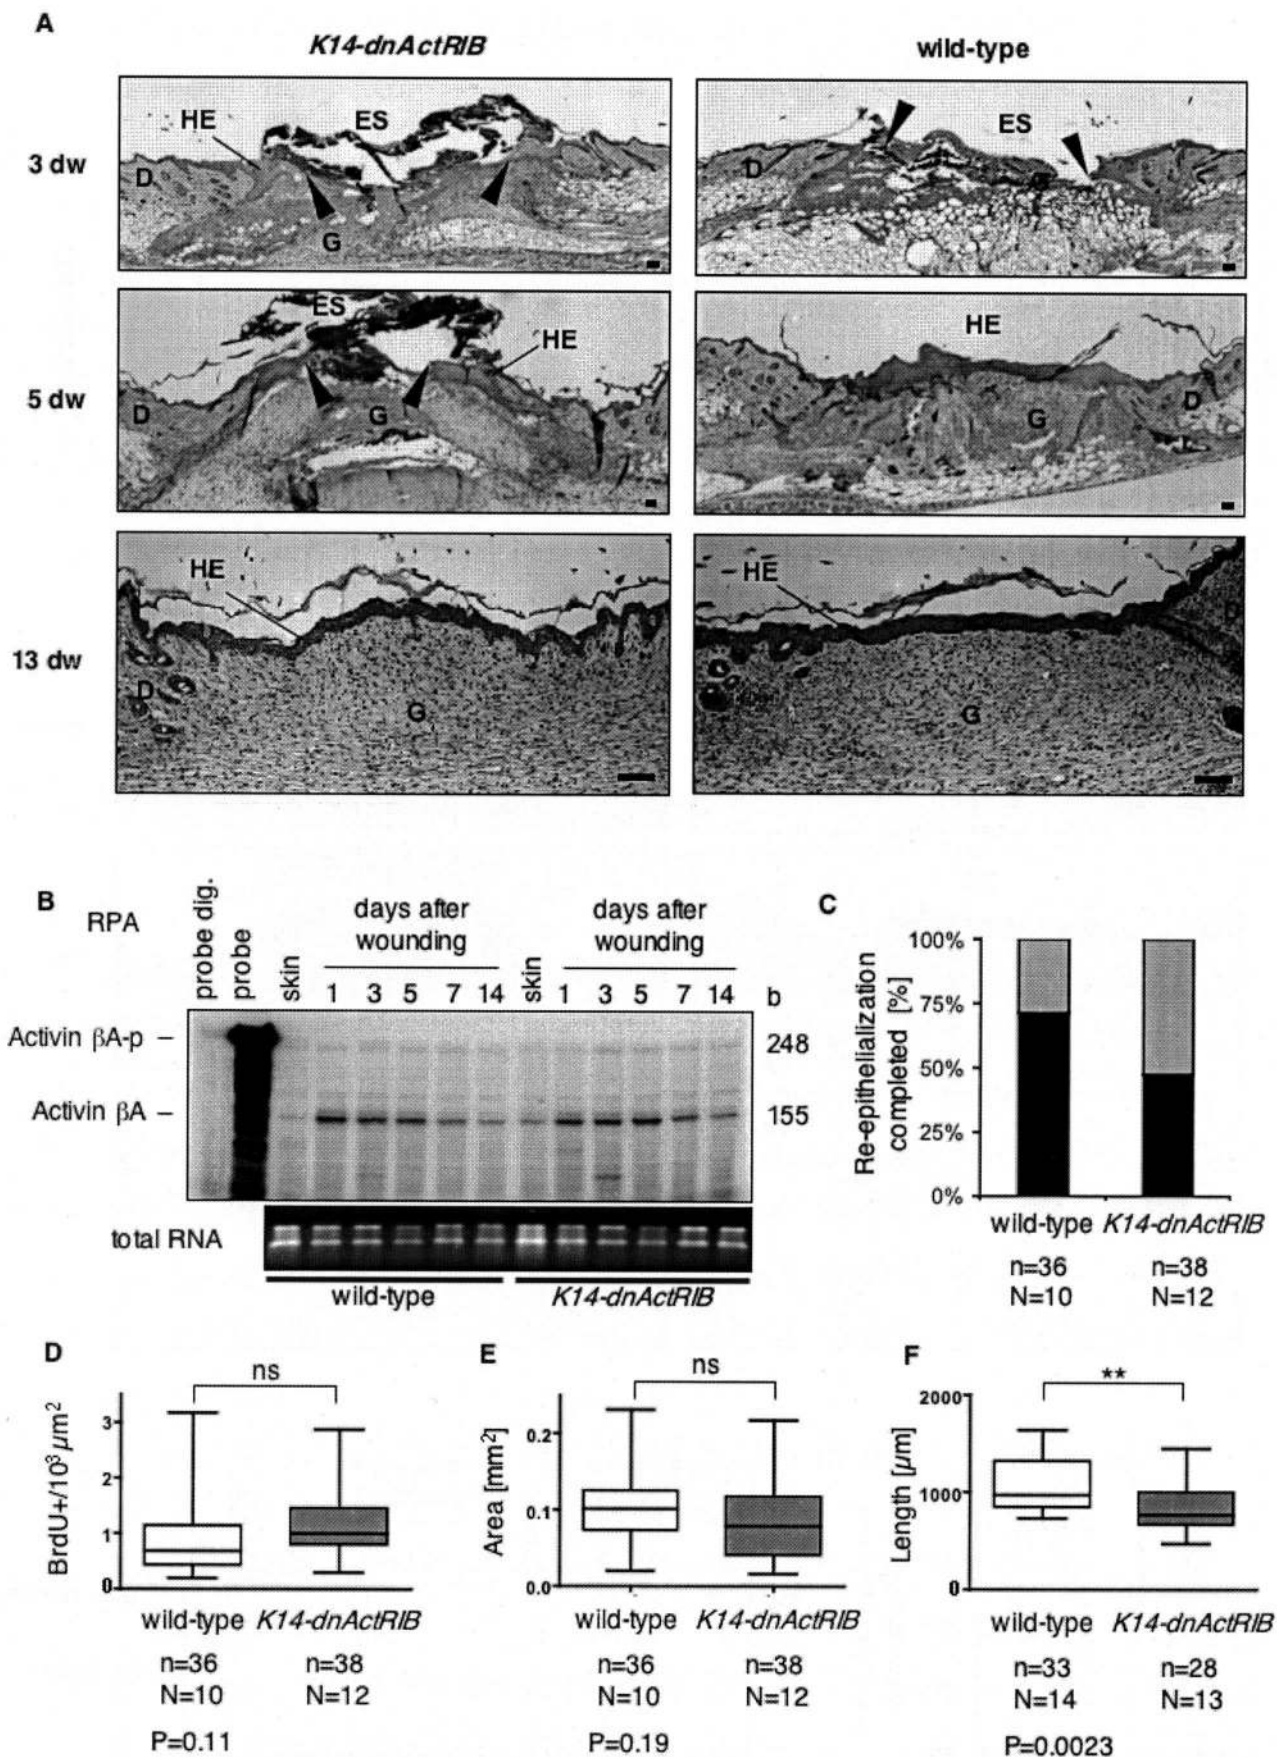 A
K14-dnActRIB
wild-type
3 dw
HE
ES
D
G
ES
D
G
5 dw
ES
HE
D
G
HE
G
D
13 dw
HE
D
G
HE
D
G
B
RPA
probe dig.
probe
skin
days after
wounding
1 3 5 7 14
skin
days after
wounding
1 3 5 7 14
b
Activin βA-p –
248
Activin βA –
155
total RNA
wild-type
K14-dnActRIB
C
Re-epithelialization
completed [%]
100%
75%
50%
25%
0%
wild-type K14-dnActRIB
n=36 n=38
N=10 N=12
D
ns
BrdU+/10³ µm²
3
2
1
0
wild-type K14-dnActRIB
n=36 n=38
N=10 N=12
P=0.11
E
ns
Area [mm²]
0.2
0.1
0.0
wild-type K14-dnActRIB
n=36 n=38
N=10 N=12
P=0.19
F
**
Length [µm]
2000
1000
0
wild-type K14-dnActRIB
n=33 n=28
N=14 N=13
P=0.0023